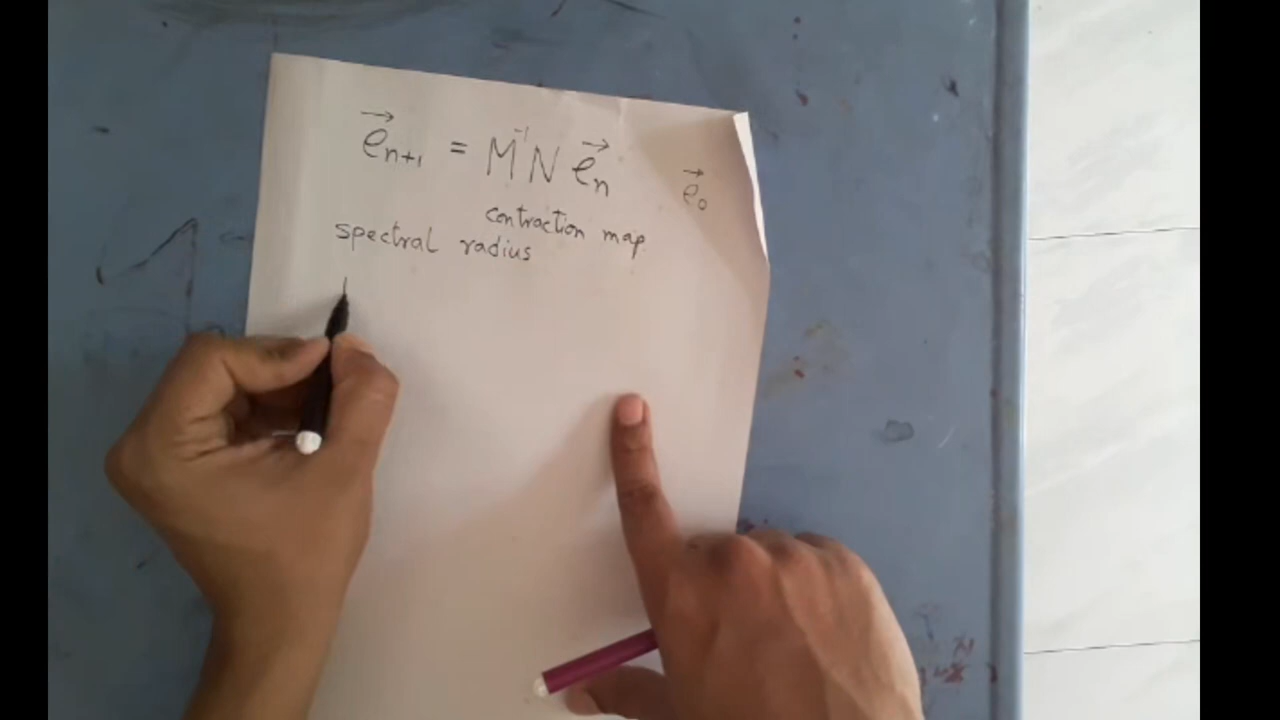 e⃗ₙ₊₁ = M⁻¹N e⃗ₙ e⃗₀
contraction map
spectral radius